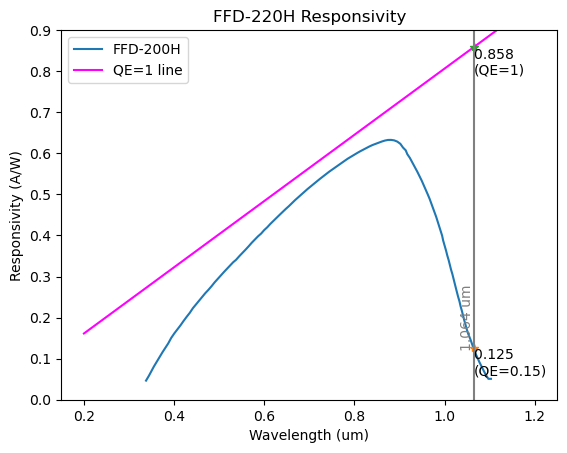 FFD-220H Responsivity
FFD-200H
QE=1 line
0.858
(QE=1)
1.064 um
0.125
(QE=0.15)
Responsivity (A/W)
0.9
0.8
0.7
0.6
0.5
0.4
0.3
0.2
0.1
0.0
0.2 0.4 0.6 0.8 1.0 1.2
Wavelength (um)